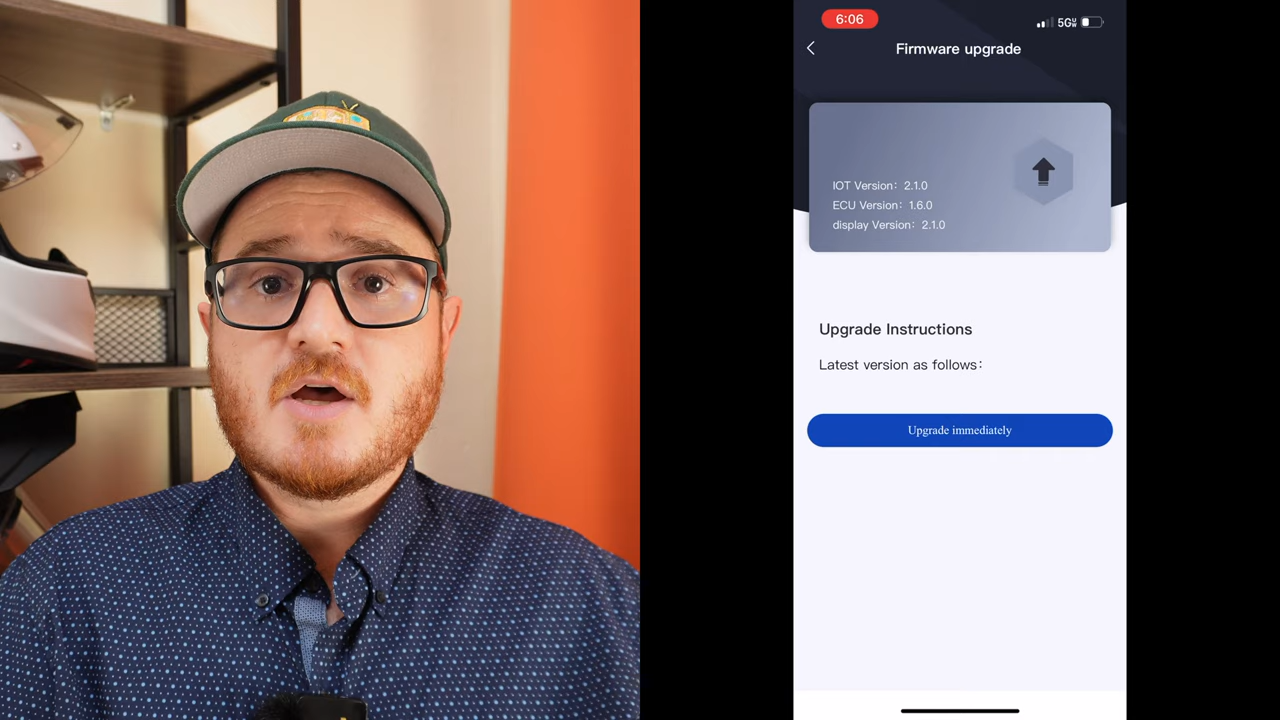 6:06
5G
Firmware upgrade
IOT Version: 2.1.0
ECU Version: 1.6.0
display Version: 2.1.0
Upgrade Instructions
Latest version as follows:
Upgrade immediately